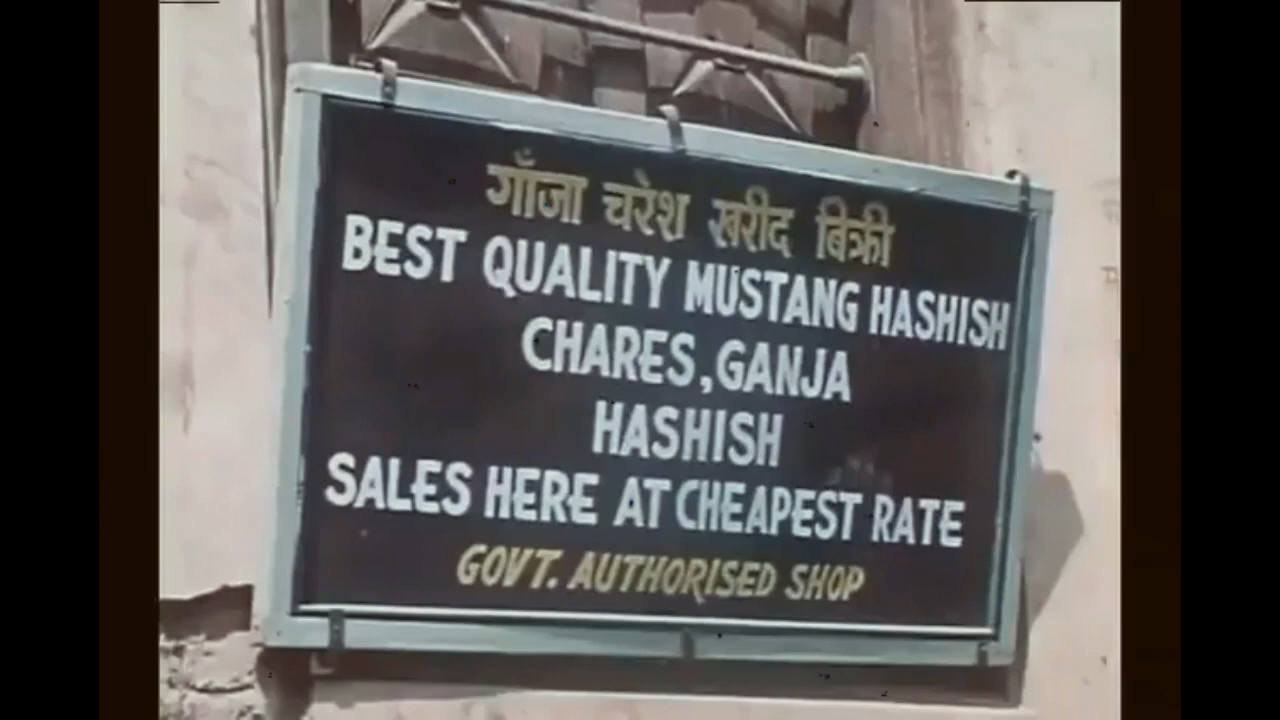 गाँजा चरेश खरीद बिक्री
BEST QUALITY MUSTANG HASHISH
CHARES, GANJA
HASHISH
SALES HERE AT CHEAPEST RATE
GOVT. AUTHORISED SHOP